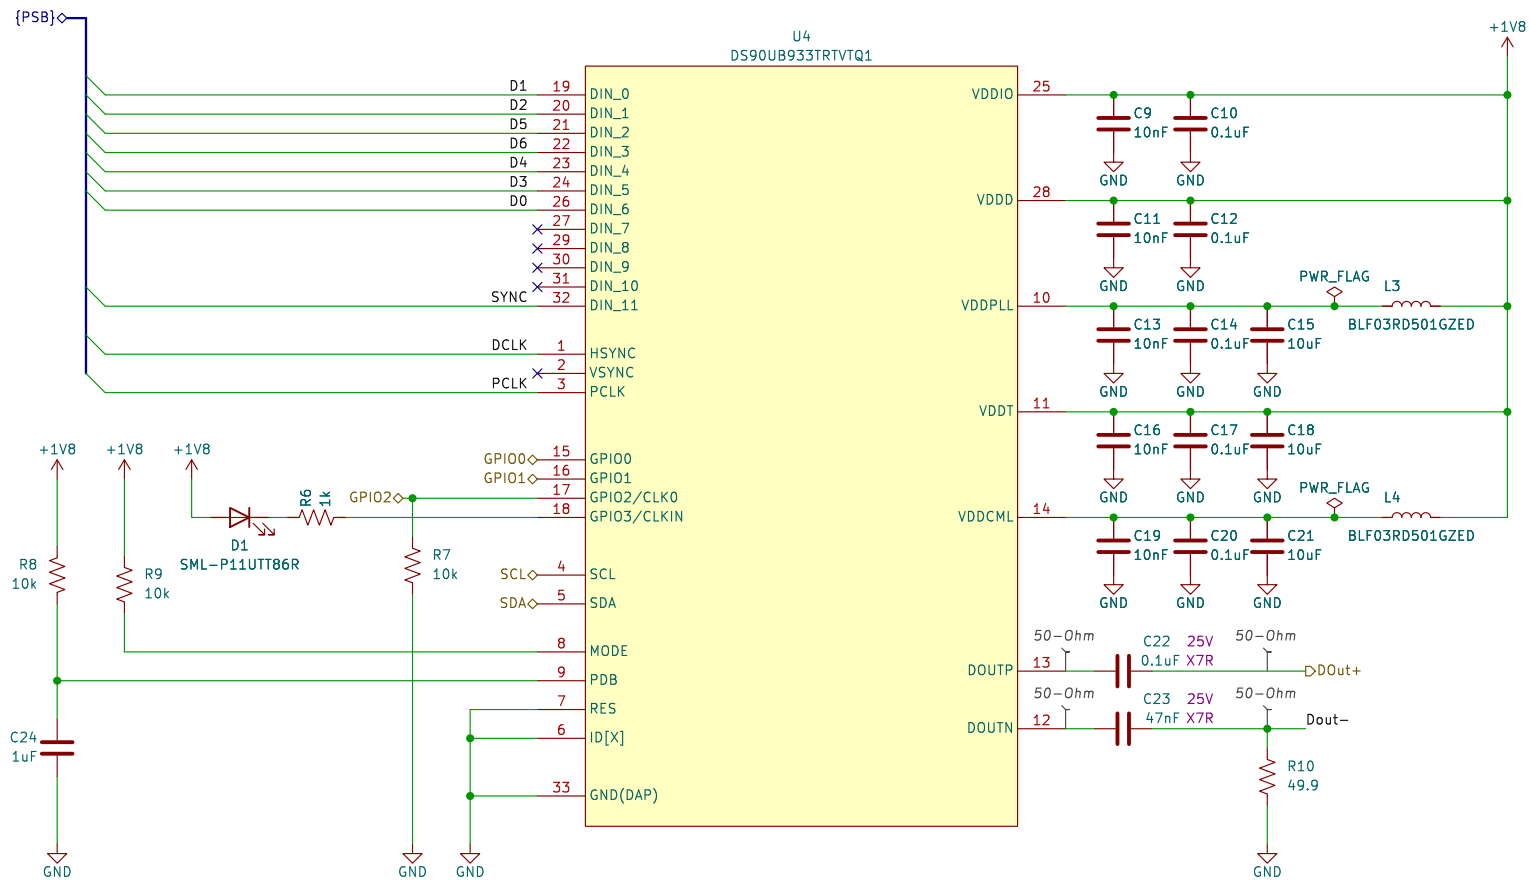 {PSB}
U4
DS90UB933TRTVTQ1
+1V8
D1 19 DIN_0
D2 20 DIN_1
D5 21 DIN_2
D6 22 DIN_3
D4 23 DIN_4
D3 24 DIN_5
D0 26 DIN_6
27 DIN_7
29 DIN_8
30 DIN_9
31 DIN_10
SYNC 32 DIN_11
DCLK 1 HSYNC
2 VSYNC
PCLK 3 PCLK
GPIO0 15 GPIO0
GPIO1 16 GPIO1
GPIO2 17 GPIO2/CLK0
18 GPIO3/CLKIN
SCL 4 SCL
SDA 5 SDA
8 MODE
9 PDB
7 RES
6 ID[X]
33 GND(DAP)
+1V8
+1V8
+1V8
R6
1k
D1
SML-P11UTT86R
R7
10k
R8
10k
R9
10k
C24
1uF
GND
GND
GND
VDDIO 25
C9
10nF
C10
0.1uF
GND
GND
VDDD 28
C11
10nF
C12
0.1uF
GND
GND
VDDPLL 10
PWR_FLAG
L3
BLF03RD501GZED
C13
10nF
C14
0.1uF
C15
10uF
GND
GND
GND
VDDT 11
C16
10nF
C17
0.1uF
C18
10uF
GND
GND
GND
VDDCML 14
PWR_FLAG
L4
BLF03RD501GZED
C19
10nF
C20
0.1uF
C21
10uF
GND
GND
GND
50-Ohm
C22 25V
0.1uF X7R
50-Ohm
DOUTP 13
DOut+
50-Ohm
C23 25V
47nF X7R
50-Ohm
DOUTN 12
Dout-
R10
49.9
GND